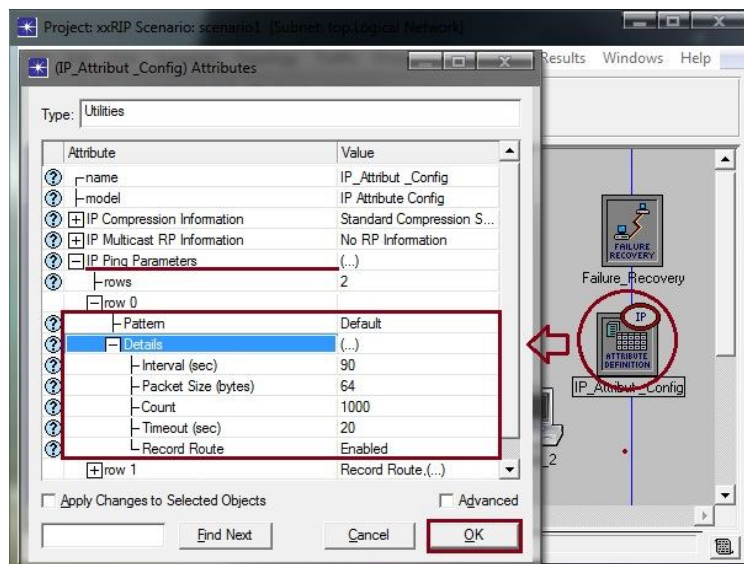 Project: xxRIP Scenario: scenario1 [Subnet: top.Logical Network]
(IP_Attribut _Config) Attributes
Results Windows Help
Type: Utilities
Attribute Value
name IP_Attribut _Config
model IP Attribute Config
IP Compression Information Standard Compression S...
IP Multicast RP Information No RP Information
IP Ping Parameters (...)
rows 2
row 0
Pattern Default
Details (...)
Interval (sec) 90
Packet Size (bytes) 64
Count 1000
Timeout (sec) 20
Record Route Enabled
row 1 Record Route,(...)
Apply Changes to Selected Objects Advanced
Find Next Cancel OK
FAILURE
RECOVERY
Failure_Recovery
IP
ATTRIBUTE
DEFINITION
IP_Attribut _Config
_2